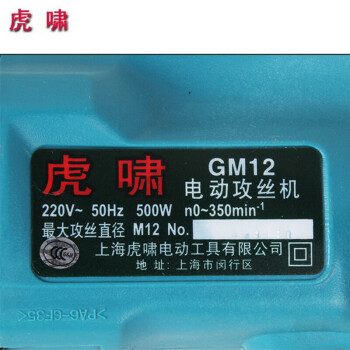 虎啸
虎啸
GM12
电动攻丝机
220V~ 50Hz 500W n0~350min⁻¹
最大攻丝直径 M12 No.
上海虎啸电动工具有限公司
地址: 上海市闵行区
>PA6-GF35<